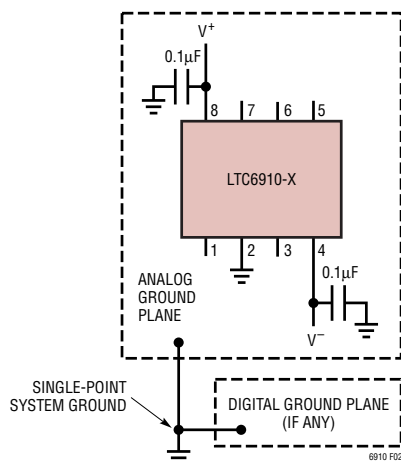 V+
0.1µF
8
7
6
5
LTC6910-X
1
2
3
4
ANALOG
GROUND
PLANE
0.1µF
V−
SINGLE-POINT
SYSTEM GROUND
DIGITAL GROUND PLANE
(IF ANY)
6910 F02